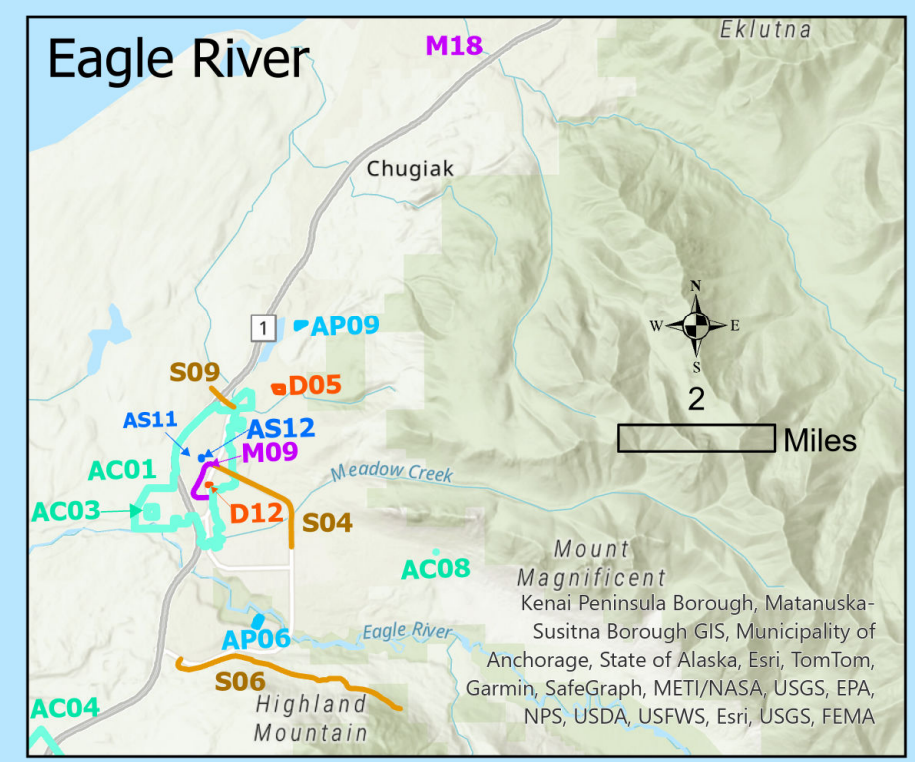 Eagle River
M18
Eklutna
Chugiak
N
W E
S
1
AP09
S09
D05
2
Miles
AS11
AS12
M09
AC01
Meadow Creek
AC03
D12
S04
AC08
Mount
Magnificent
Kenai Peninsula Borough, Matanuska-
Susitna Borough GIS, Municipality of
Anchorage, State of Alaska, Esri, TomTom,
Garmin, SafeGraph, METI/NASA, USGS, EPA,
NPS, USDA, USFWS, Esri, USGS, FEMA
AP06
Eagle River
S06
Highland
Mountain
AC04